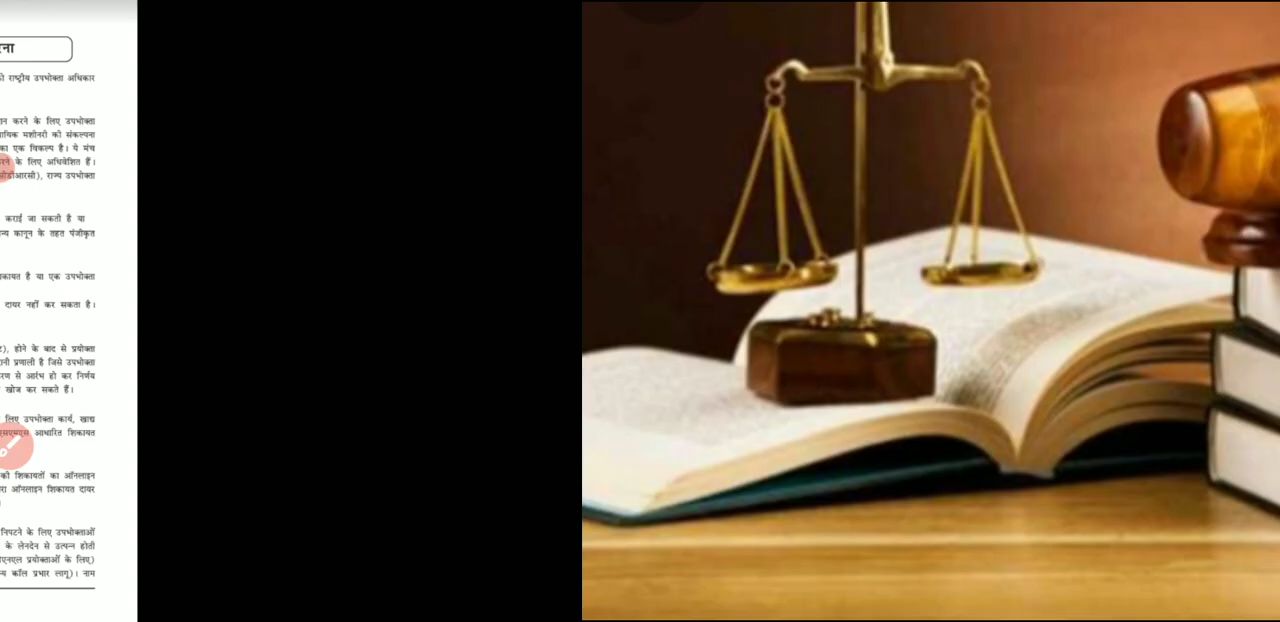 रना
राष्ट्रीय उपभोक्ता अधिकार
करने के लिए उपभोक्ता
मशीनरी की संकल्पना
का एक विकल्प है। ये मंच
के लिए अधिवेशित हैं।
राज्य उपभोक्ता
कराई जा सकती है या
कानून के तहत पंजीकृत
है या एक उपभोक्ता
दायर नहीं कर सकता है।
होने के बाद से प्रयोक्ता
प्रणाली है जिसे उपभोक्ता
से आरंभ हो कर निर्णय
खोज कर सकते हैं।
लिए उपभोक्ता कार्य, खाद्य
आधारित शिकायत
की शिकायतों का ऑनलाइन
ऑनलाइन शिकायत दायर
निपटने के लिए उपभोक्ताओं
के लेनदेन से उत्पन्न होती
प्रयोक्ताओं के लिए)
कॉल प्रभार लागू)। नाम